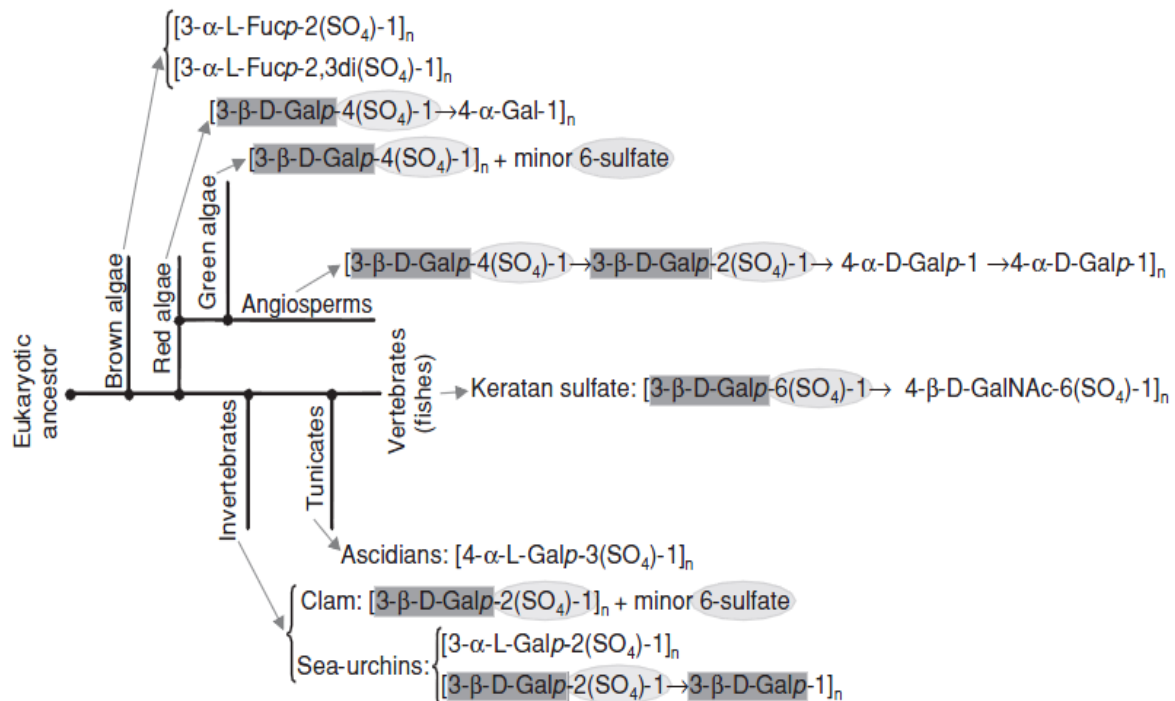 [3-α-L-Fucp-2(SO₄)-1]ₙ
[3-α-L-Fucp-2,3di(SO₄)-1]ₙ
[3-β-D-Galp-4(SO₄)-1→4-α-Gal-1]ₙ
[3-β-D-Galp-4(SO₄)-1]ₙ + minor 6-sulfate
Brown algae
Red algae
Green algae
Angiosperms
[3-β-D-Galp-4(SO₄)-1→3-β-D-Galp-2(SO₄)-1→ 4-α-D-Galp-1 →4-α-D-Galp-1]ₙ
Eukaryotic
ancestor
Vertebrates
(fishes)
Keratan sulfate: [3-β-D-Galp-6(SO₄)-1→ 4-β-D-GalNAc-6(SO₄)-1]ₙ
Invertebrates
Tunicates
Ascidians: [4-α-L-Galp-3(SO₄)-1]ₙ
Clam: [3-β-D-Galp-2(SO₄)-1]ₙ + minor 6-sulfate
Sea-urchins:
[3-α-L-Galp-2(SO₄)-1]ₙ
[3-β-D-Galp-2(SO₄)-1→3-β-D-Galp-1]ₙ